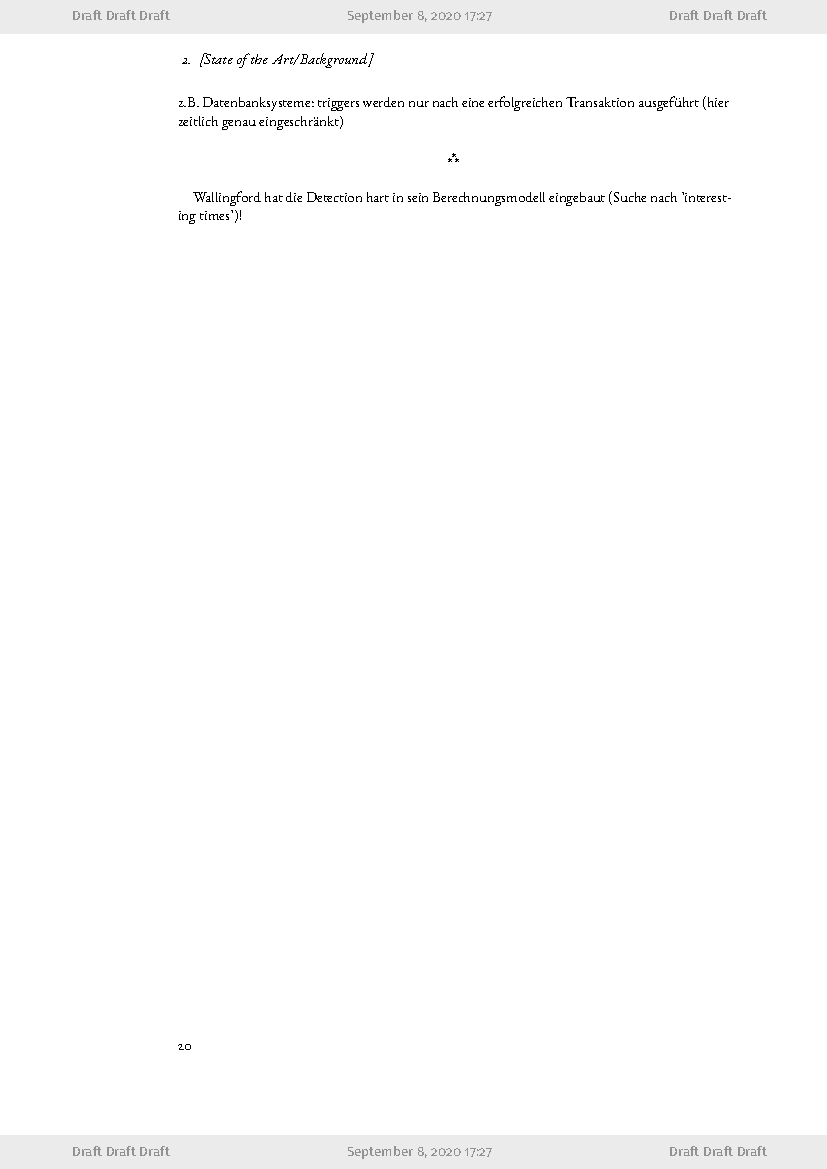 Draft Draft Draft September 8, 2020 17:27 Draft Draft Draft
2. [State of the Art/Background]
z.B. Datenbanksysteme: triggers werden nur nach eine erfolgreichen Transaktion ausgeführt (hier
zeitlich genau eingeschränkt)
⁂
Wallingford hat die Detection hart in sein Berechnungsmodell eingebaut (Suche nach 'interest-
ing times')!
20
Draft Draft Draft September 8, 2020 17:27 Draft Draft Draft